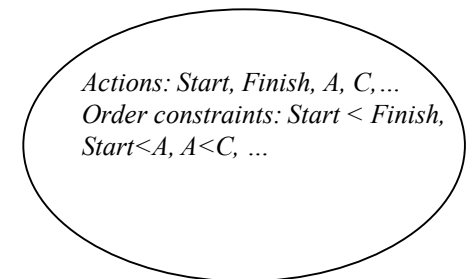 Actions: Start, Finish, A, C,…
Order constraints: Start < Finish,
Start<A, A<C, …